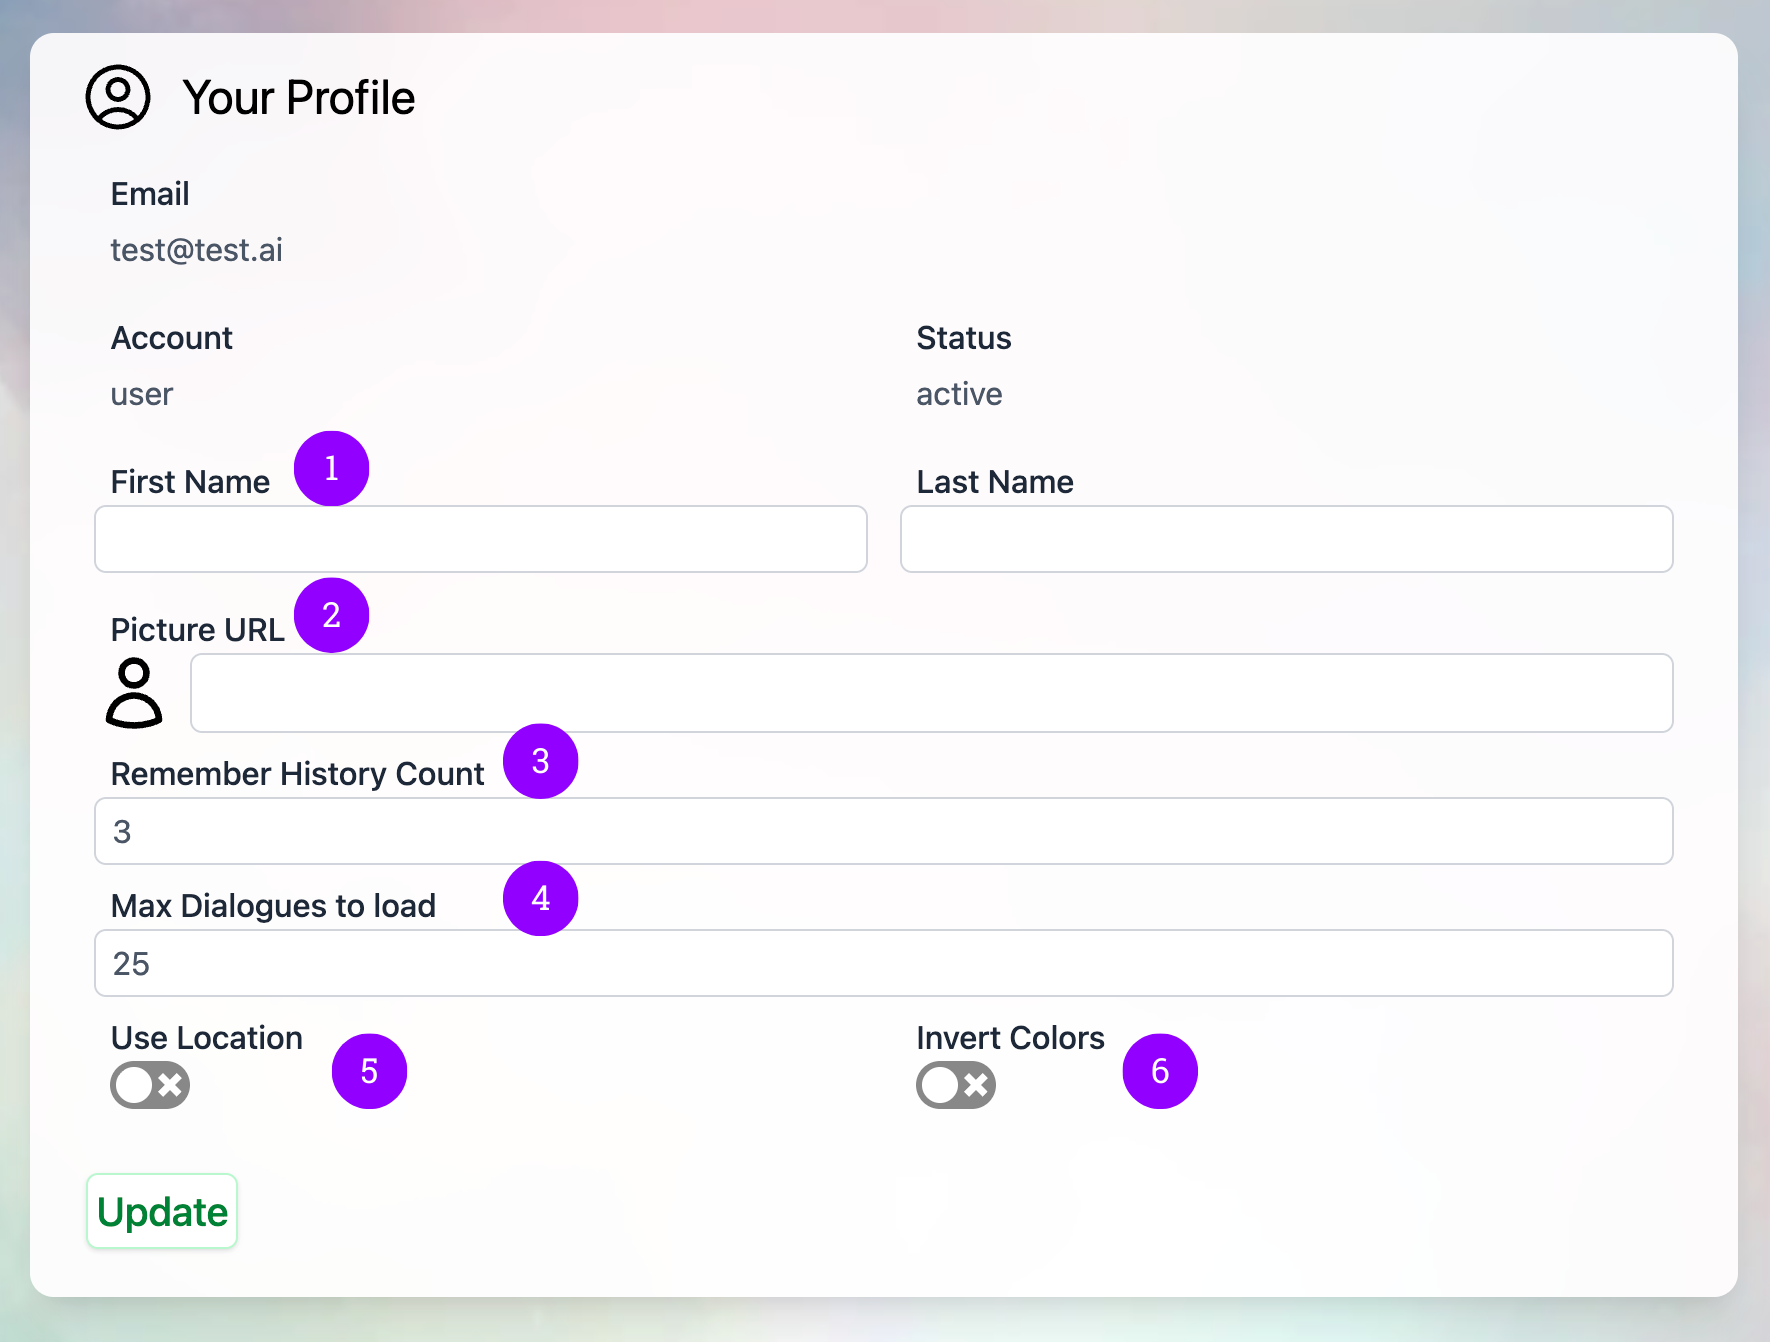 Your Profile
Email
test@test.ai
Account
Status
user
active
First Name 1
Last Name
Picture URL 2
Remember History Count 3
3
Max Dialogues to load 4
25
Use Location 5
Invert Colors 6
Update